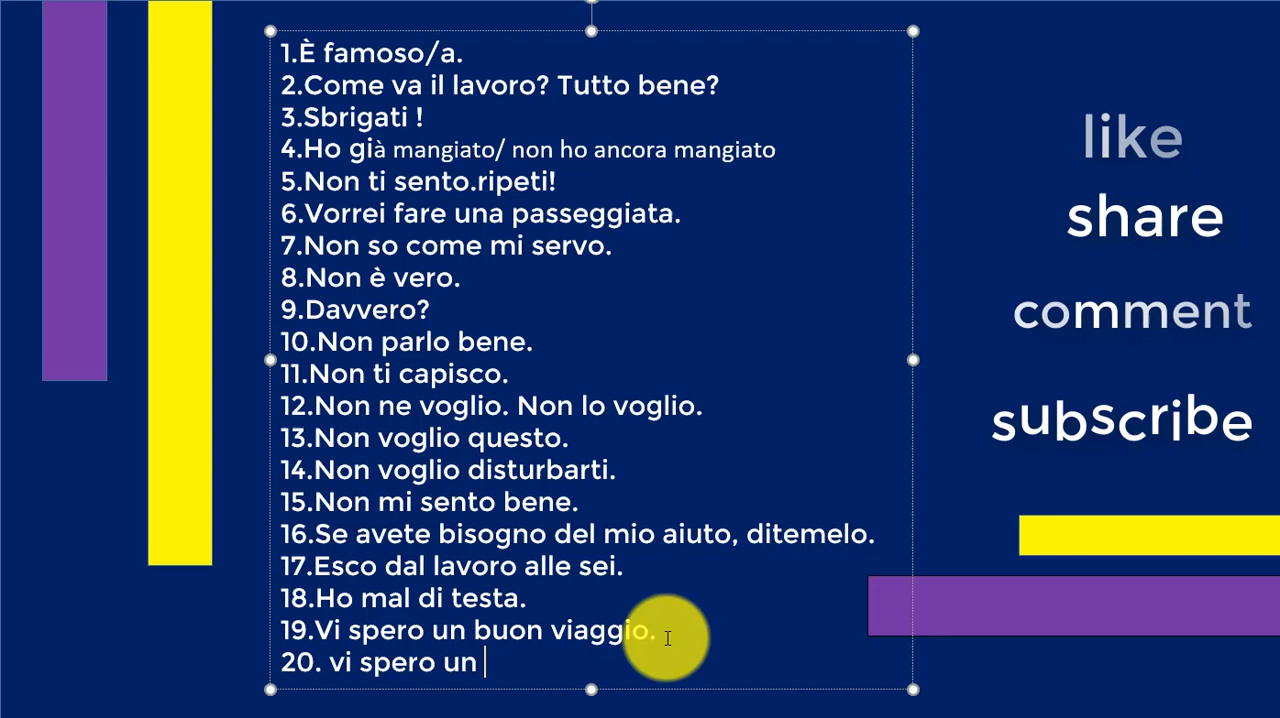 1.È famoso/a.
2.Come va il lavoro? Tutto bene?
3.Sbrigati !
4.Ho già mangiato/ non ho ancora mangiato
5.Non ti sento.ripeti!
6.Vorrei fare una passeggiata.
7.Non so come mi servo.
8.Non è vero.
9.Davvero?
10.Non parlo bene.
11.Non ti capisco.
12.Non ne voglio. Non lo voglio.
13.Non voglio questo.
14.Non voglio disturbarti.
15.Non mi sento bene.
16.Se avete bisogno del mio aiuto, ditemelo.
17.Esco dal lavoro alle sei.
18.Ho mal di testa.
19.Vi spero un buon viaggio.
20. vi spero un
like
share
comment
subscribe